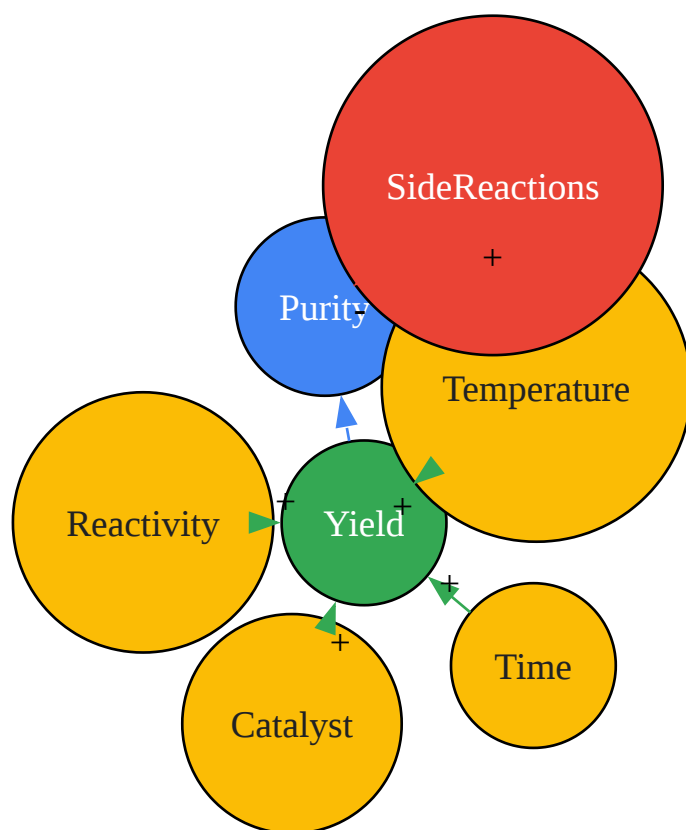 SideReactions
+
Purity
-
Temperature
+
+
Reactivity
Yield
+
Time
+
Catalyst